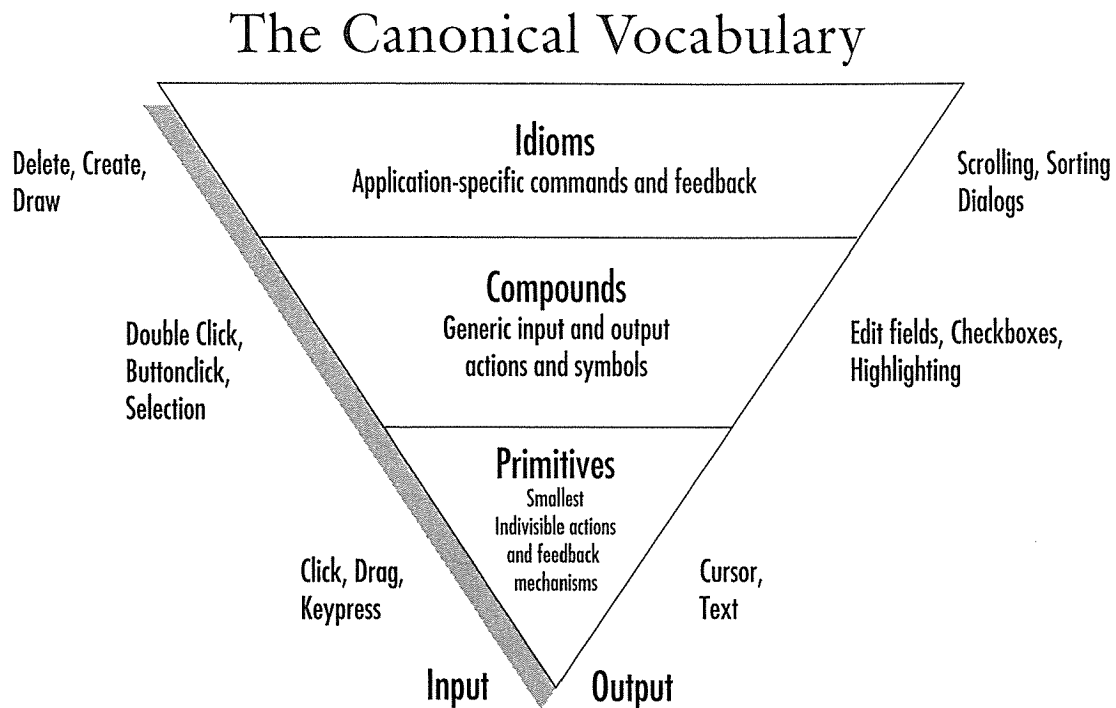 The Canonical Vocabulary
Idioms
Application-specific commands and feedback
Delete, Create,
Draw
Scrolling, Sorting
Dialogs
Compounds
Generic input and output
actions and symbols
Double Click,
Buttonclick,
Selection
Edit fields, Checkboxes,
Highlighting
Primitives
Smallest
Indivisible actions
and feedback
mechanisms
Click, Drag,
Keypress
Cursor,
Text
Input
Output